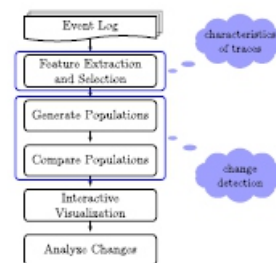 Event Log
Feature Extraction
and Selection
Generate Populations
Compare Populations
Interactive
Visualization
Analyze Changes
characteristics
of traces
change
detection